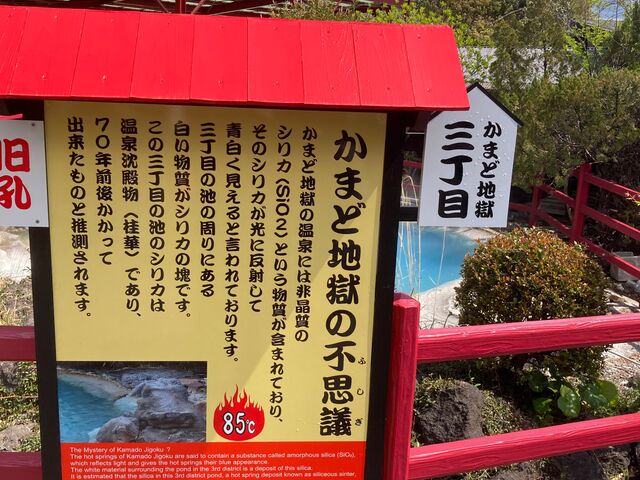 かまど地獄
三丁目
かまど地獄の不思議
ふしぎ
かまど地獄の温泉には非晶質の
シリカ（SiO2）という物質が含まれており、
そのシリカが光に反射して
青白く見えると言われております。
三丁目の池の周りにある
白い物質がシリカの塊です。
この三丁目の池のシリカは
温泉沈殿物（珪華）であり、
70年前後かかって
出来たものと推測されます。
旧孔
85℃
The Mystery of Kamado Jigoku ?
The hot springs of Kamado Jigoku are said to contain a substance called amorphous silica (SiO₂),
which reflects light and gives the hot springs their blue appearance.
The white material surrounding the pond in the 3rd district is a deposit of this silica.
It is estimated that the silica in this 3rd district pond, a hot spring deposit known as siliceous sinter,